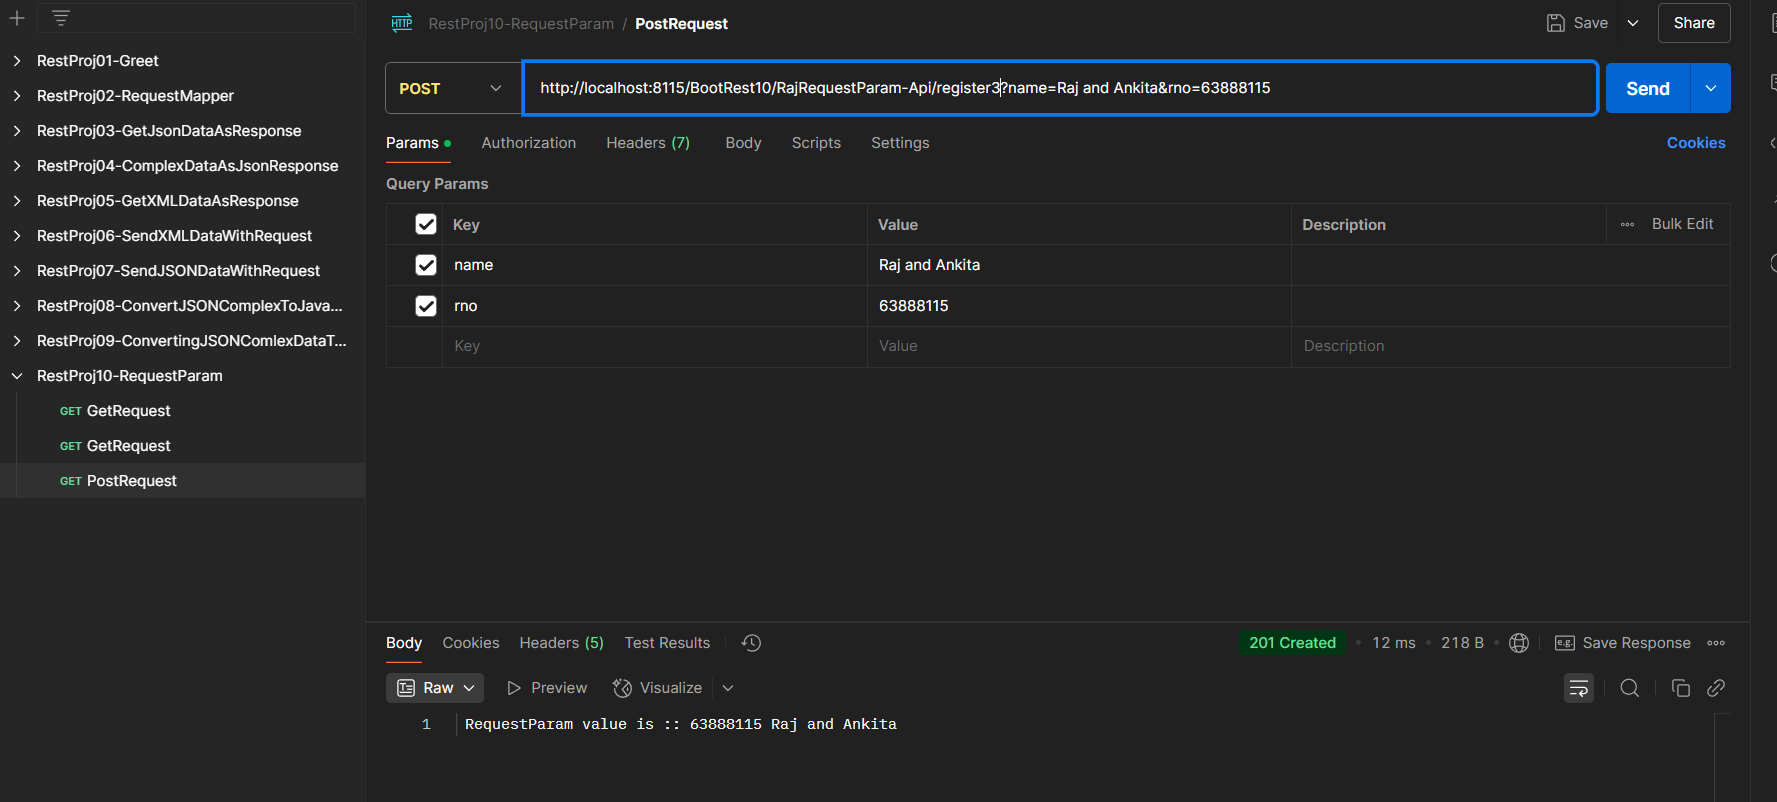 RestProj01-Greet
RestProj02-RequestMapper
RestProj03-GetJsonDataAsResponse
RestProj04-ComplexDataAsJsonResponse
RestProj05-GetXMLDataAsResponse
RestProj06-SendXMLDataWithRequest
RestProj07-SendJSONDataWithRequest
RestProj08-ConvertJSONComplexToJava...
RestProj09-ConvertingJSONComlexDataT...
RestProj10-RequestParam
GET GetRequest
GET GetRequest
GET PostRequest
HTTP RestProj10-RequestParam / PostRequest Save Share
POST http://localhost:8115/BootRest10/RajRequestParam-Api/register3?name=Raj and Ankita&rno=63888115 Send
Params Authorization Headers (7) Body Scripts Settings Cookies
Query Params
Key Value Description Bulk Edit
name Raj and Ankita
rno 63888115
Key Value Description
Body Cookies Headers (5) Test Results 201 Created • 12 ms • 218 B • e.g. Save Response
Raw Preview Visualize
1 RequestParam value is :: 63888115 Raj and Ankita